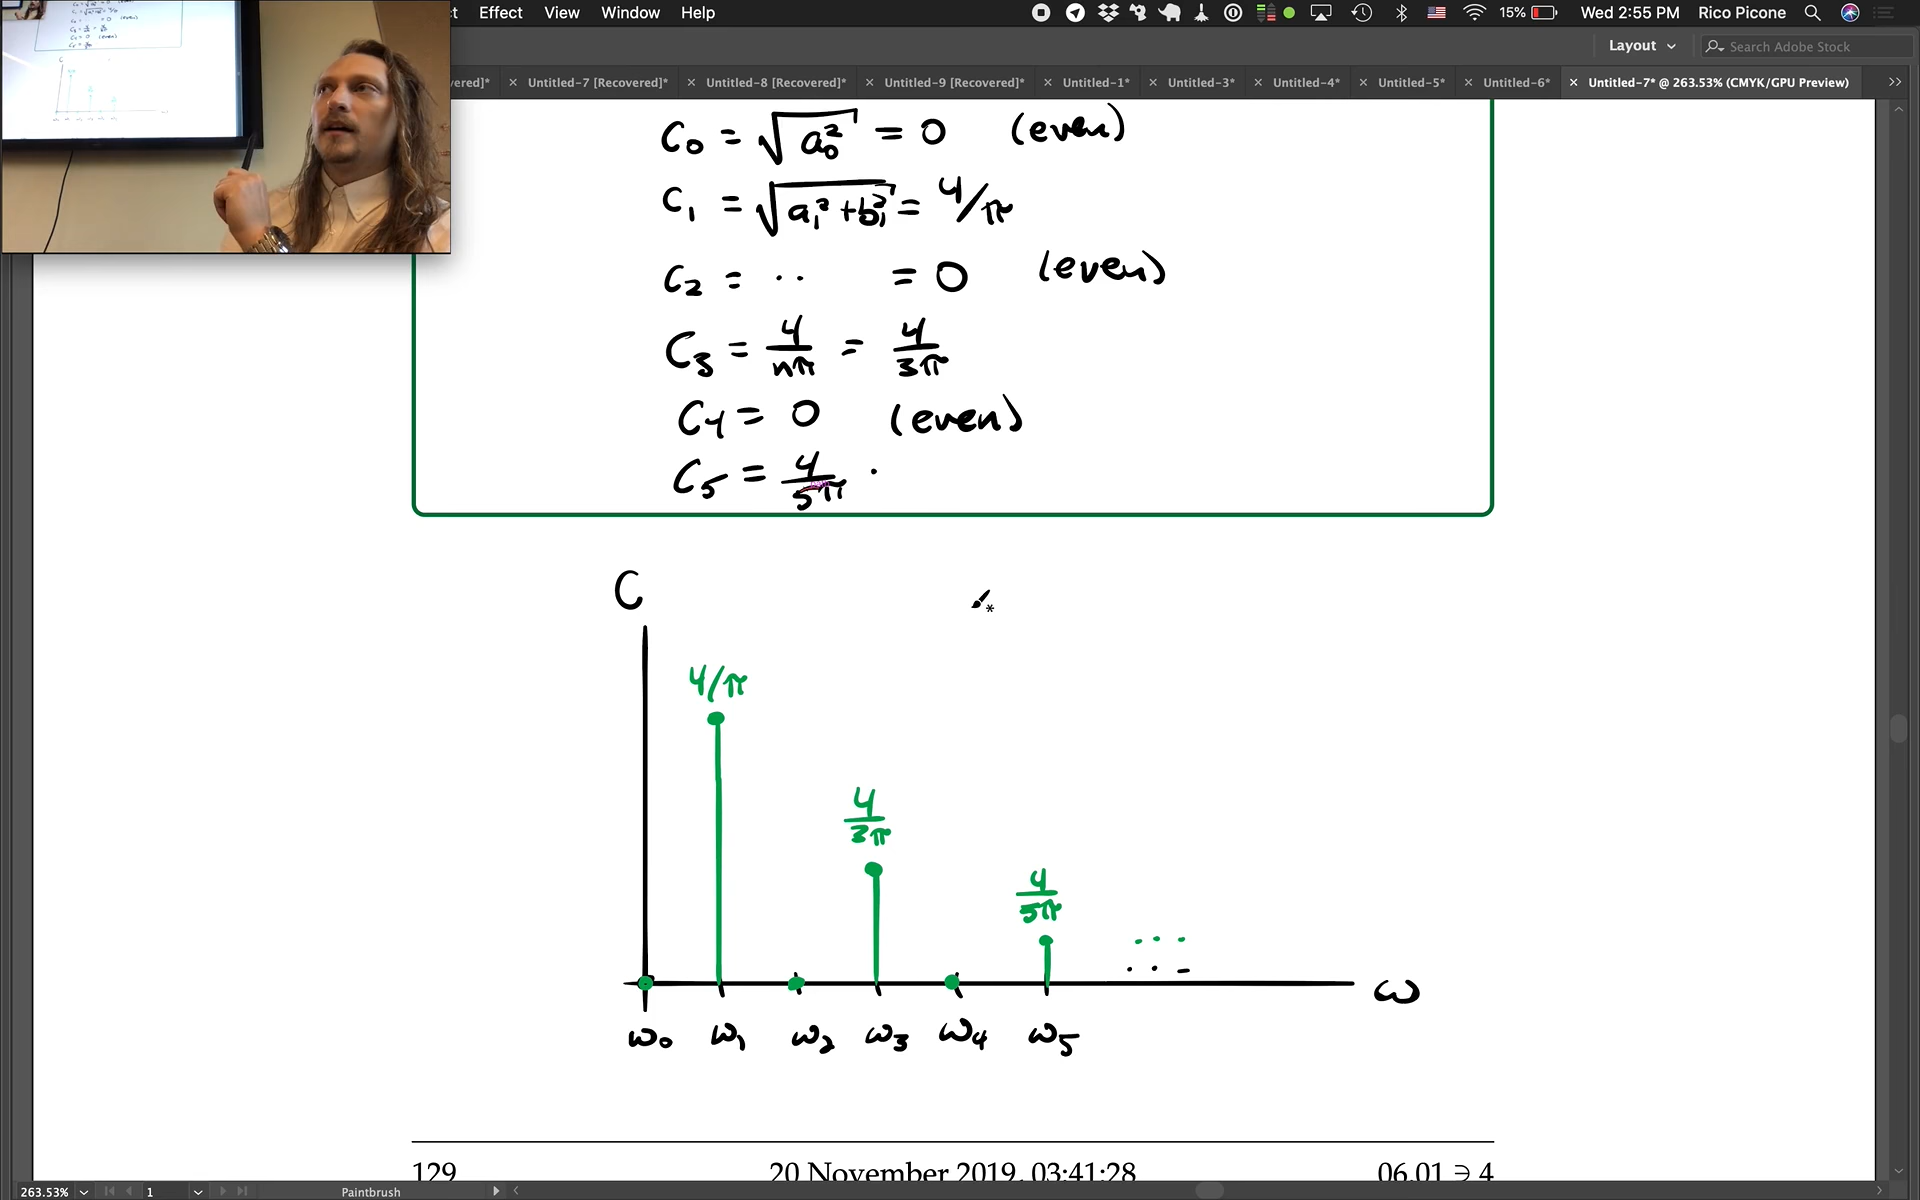 Effect View Window Help 15% Wed 2:55 PM Rico Picone
Layout Search Adobe Stock
Untitled-7 [Recovered]* Untitled-8 [Recovered]* Untitled-9 [Recovered]* Untitled-1* Untitled-3* Untitled-4* Untitled-5* Untitled-6* Untitled-7* @ 263.53% (CMYK/GPU Preview)
C₀ = √a₀² = 0 (even)
C₁ = √a₁² + b₁² = 4/π
C₂ = ·· = 0 (even)
C₃ = 4/nπ = 4/3π
C₄ = 0 (even)
C₅ = 4/5π ·
C
4/π
4/3π
4/5π
...
ω
ω₀ ω₁ ω₂ ω₃ ω₄ ω₅
129 20 November 2019, 03:41:28 06.01 ∋ 4
263.53% 1 Paintbrush